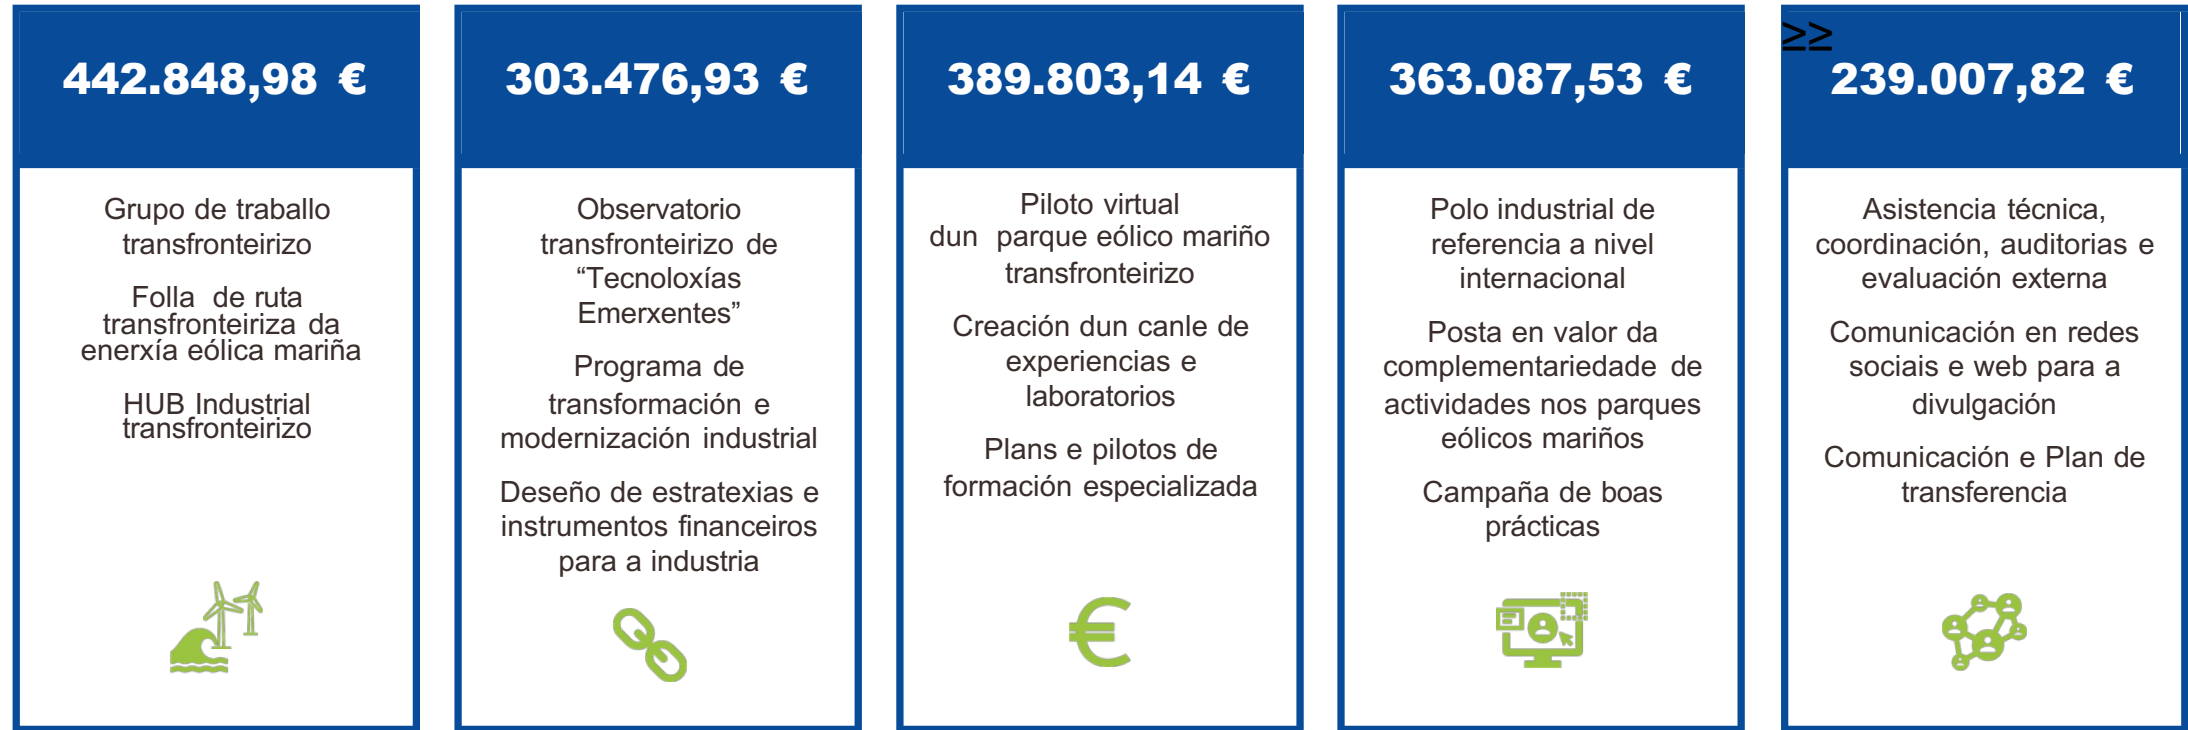 442.848,98 €
Grupo de traballo
transfronteirizo
Folla de ruta
transfronteiriza da
enerxía eólica mariña
HUB Industrial
transfronteirizo
303.476,93 €
Observatorio
transfronteirizo de
“Tecnoloxías
Emerxentes”
Programa de
transformación e
modernización industrial
Deseño de estratexias e
instrumentos financeiros
para a industria
389.803,14 €
Piloto virtual
dun parque eólico mariño
transfronteirizo
Creación dun canle de
experiencias e
laboratorios
Plans e pilotos de
formación especializada
€
363.087,53 €
Polo industrial de
referencia a nivel
internacional
Posta en valor da
complementariedade de
actividades nos parques
eólicos mariños
Campaña de boas
prácticas
≥≥
239.007,82 €
Asistencia técnica,
coordinación, auditorias e
evaluación externa
Comunicación en redes
sociais e web para a
divulgación
Comunicación e Plan de
transferencia